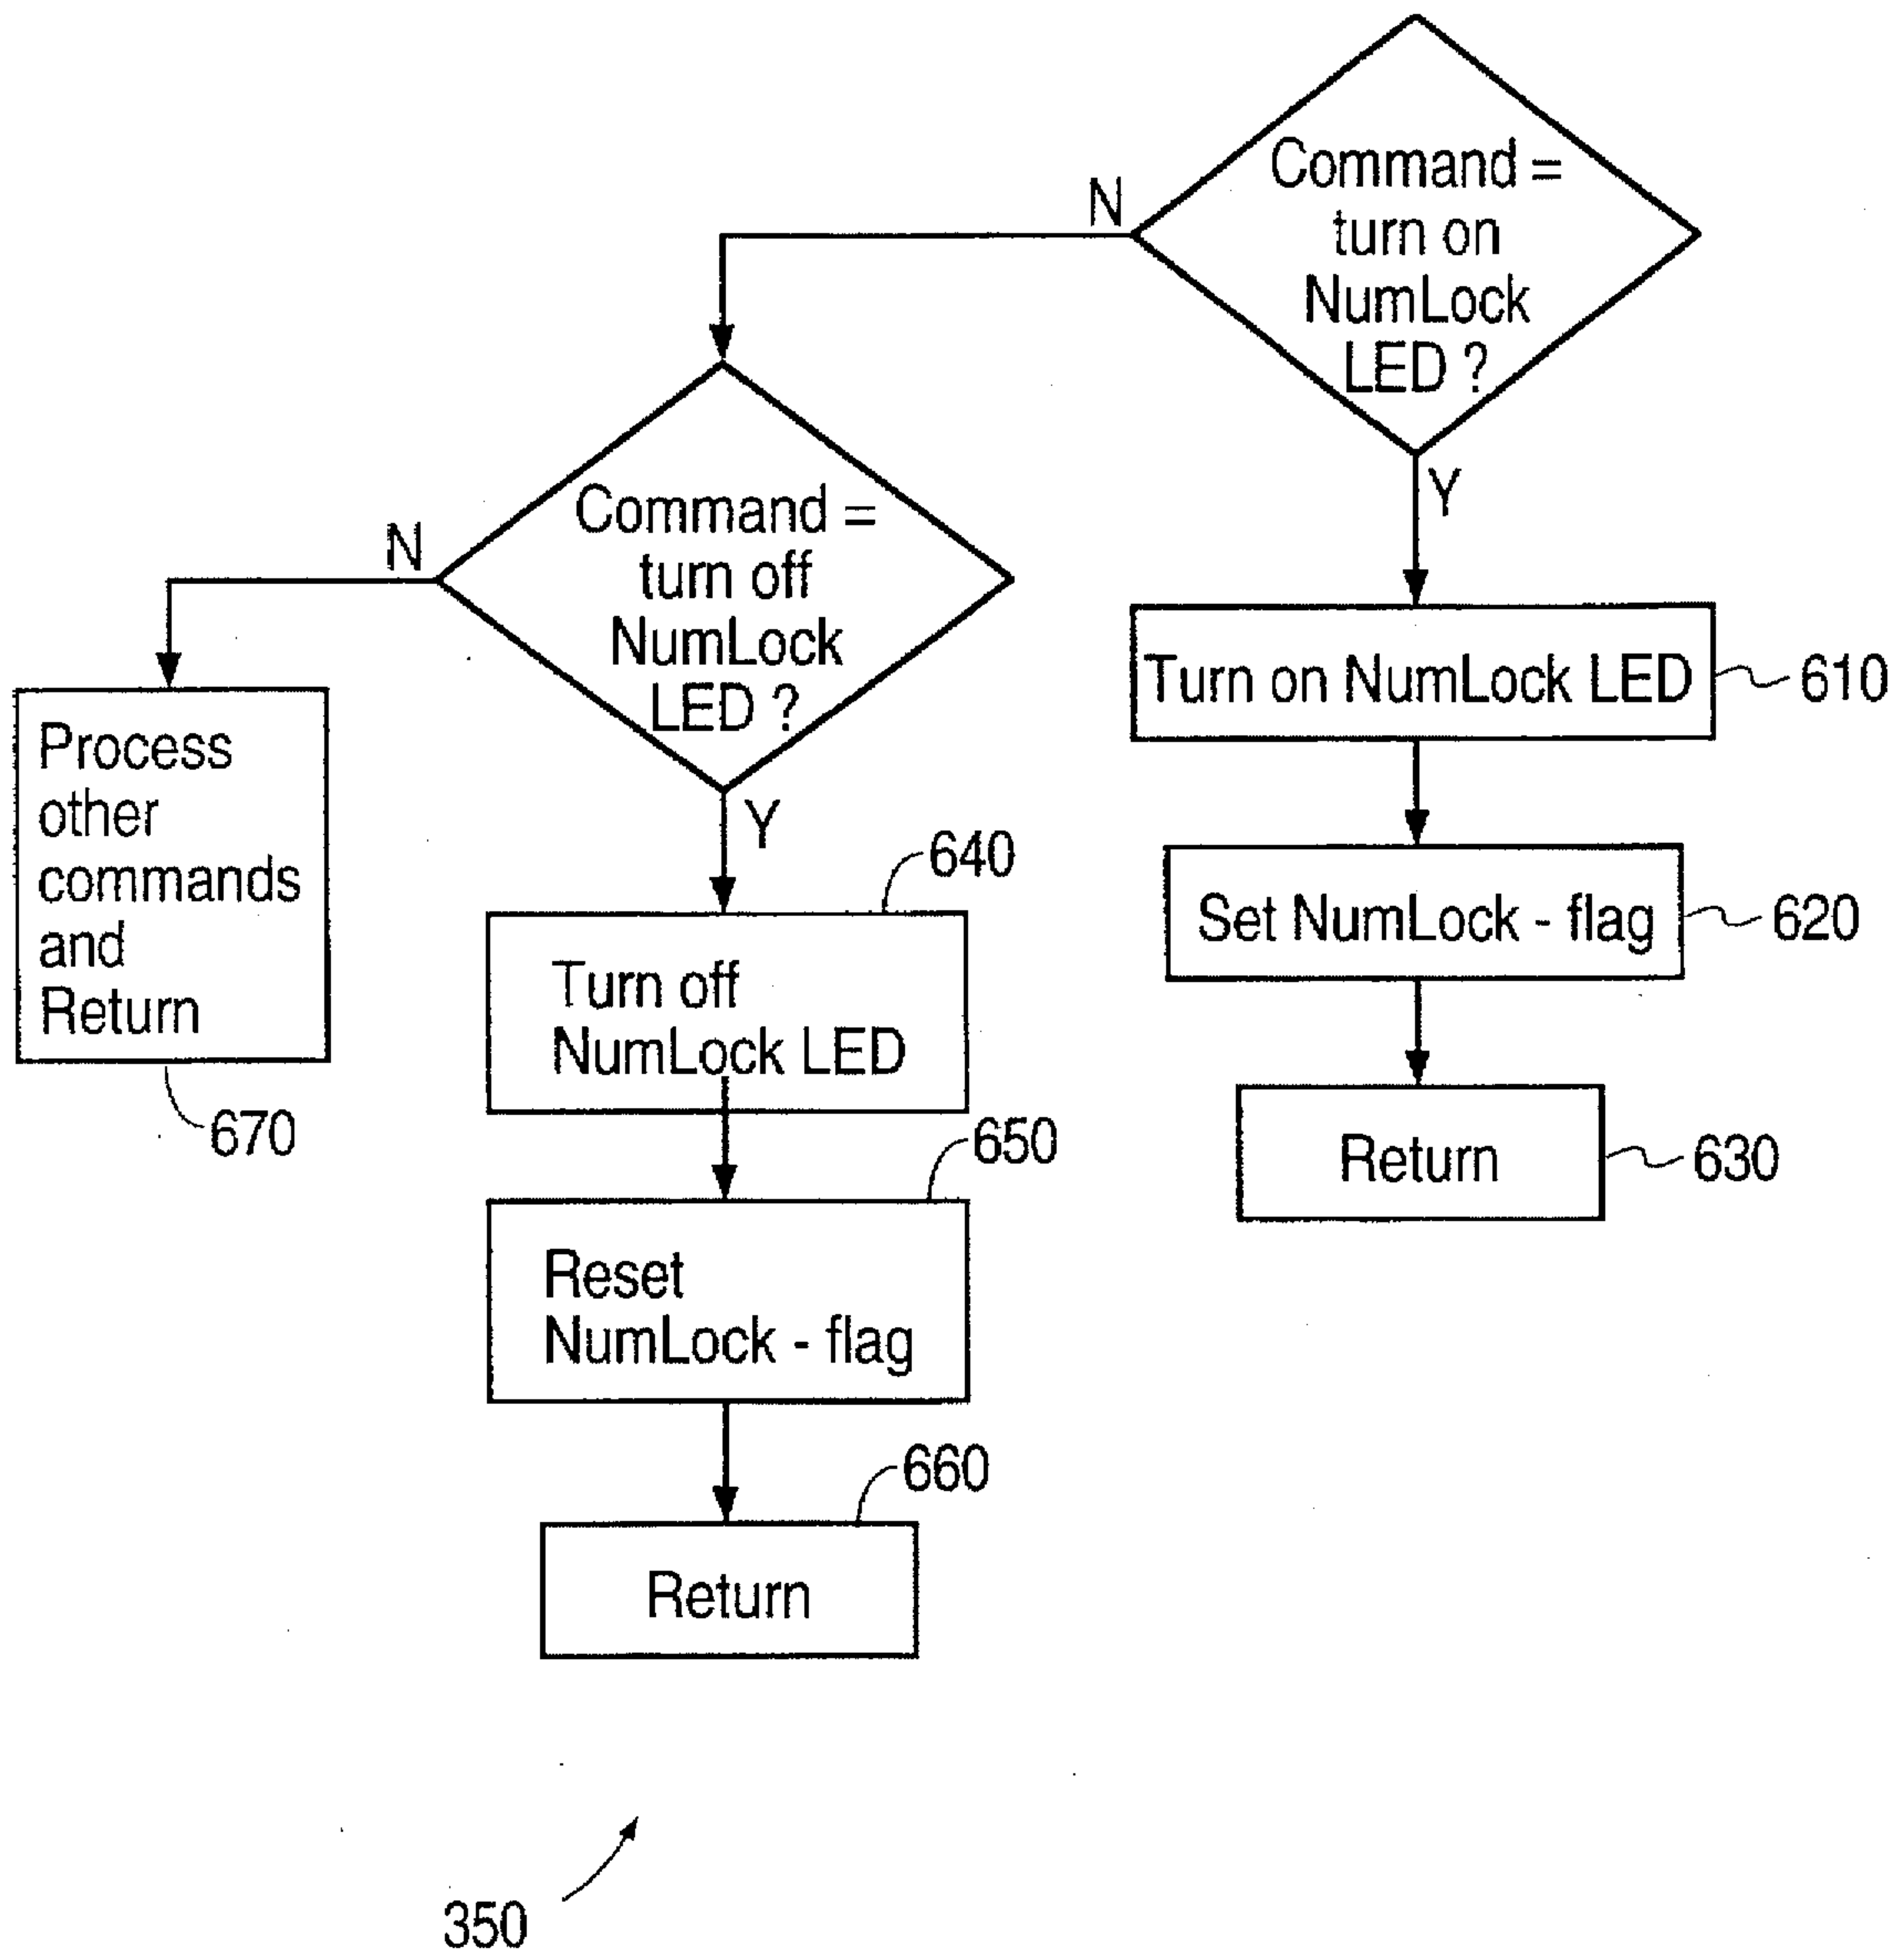 Command =
turn on
NumLock
LED ?
N
Y
Command =
turn off
NumLock
LED ?
N
Y
Turn on NumLock LED
610
Set NumLock - flag
620
Return
630
Process
other
commands
and
Return
670
640
Turn off
NumLock LED
650
Reset
NumLock - flag
660
Return
350